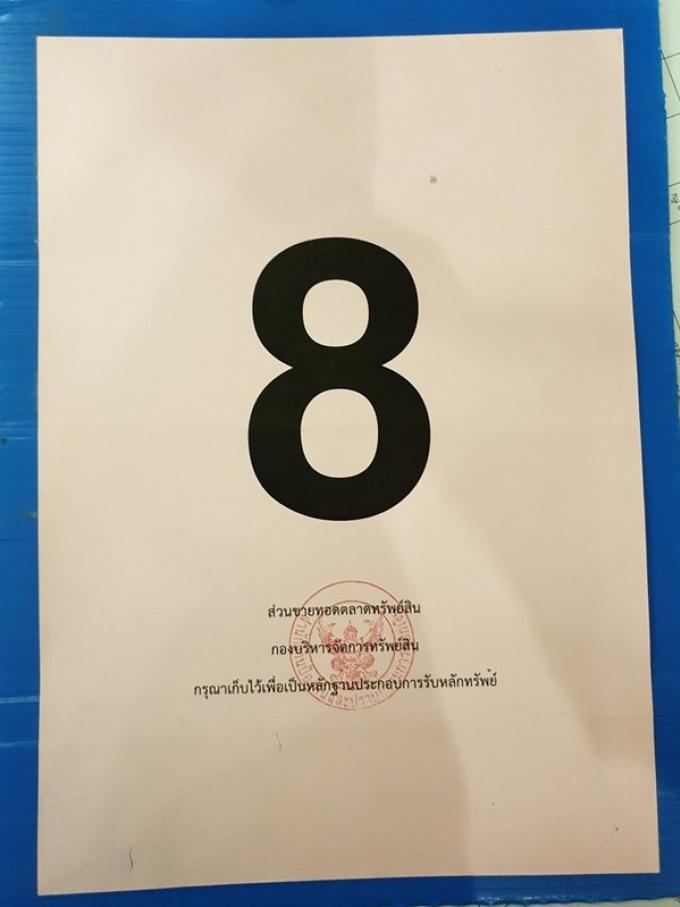 8
ส่วนขายทอดตลาดทรัพย์สิน
กองบริหารจัดการทรัพย์สิน
กรุณาเก็บไว้เพื่อเป็นหลักฐานประกอบการรับหลักทรัพย์